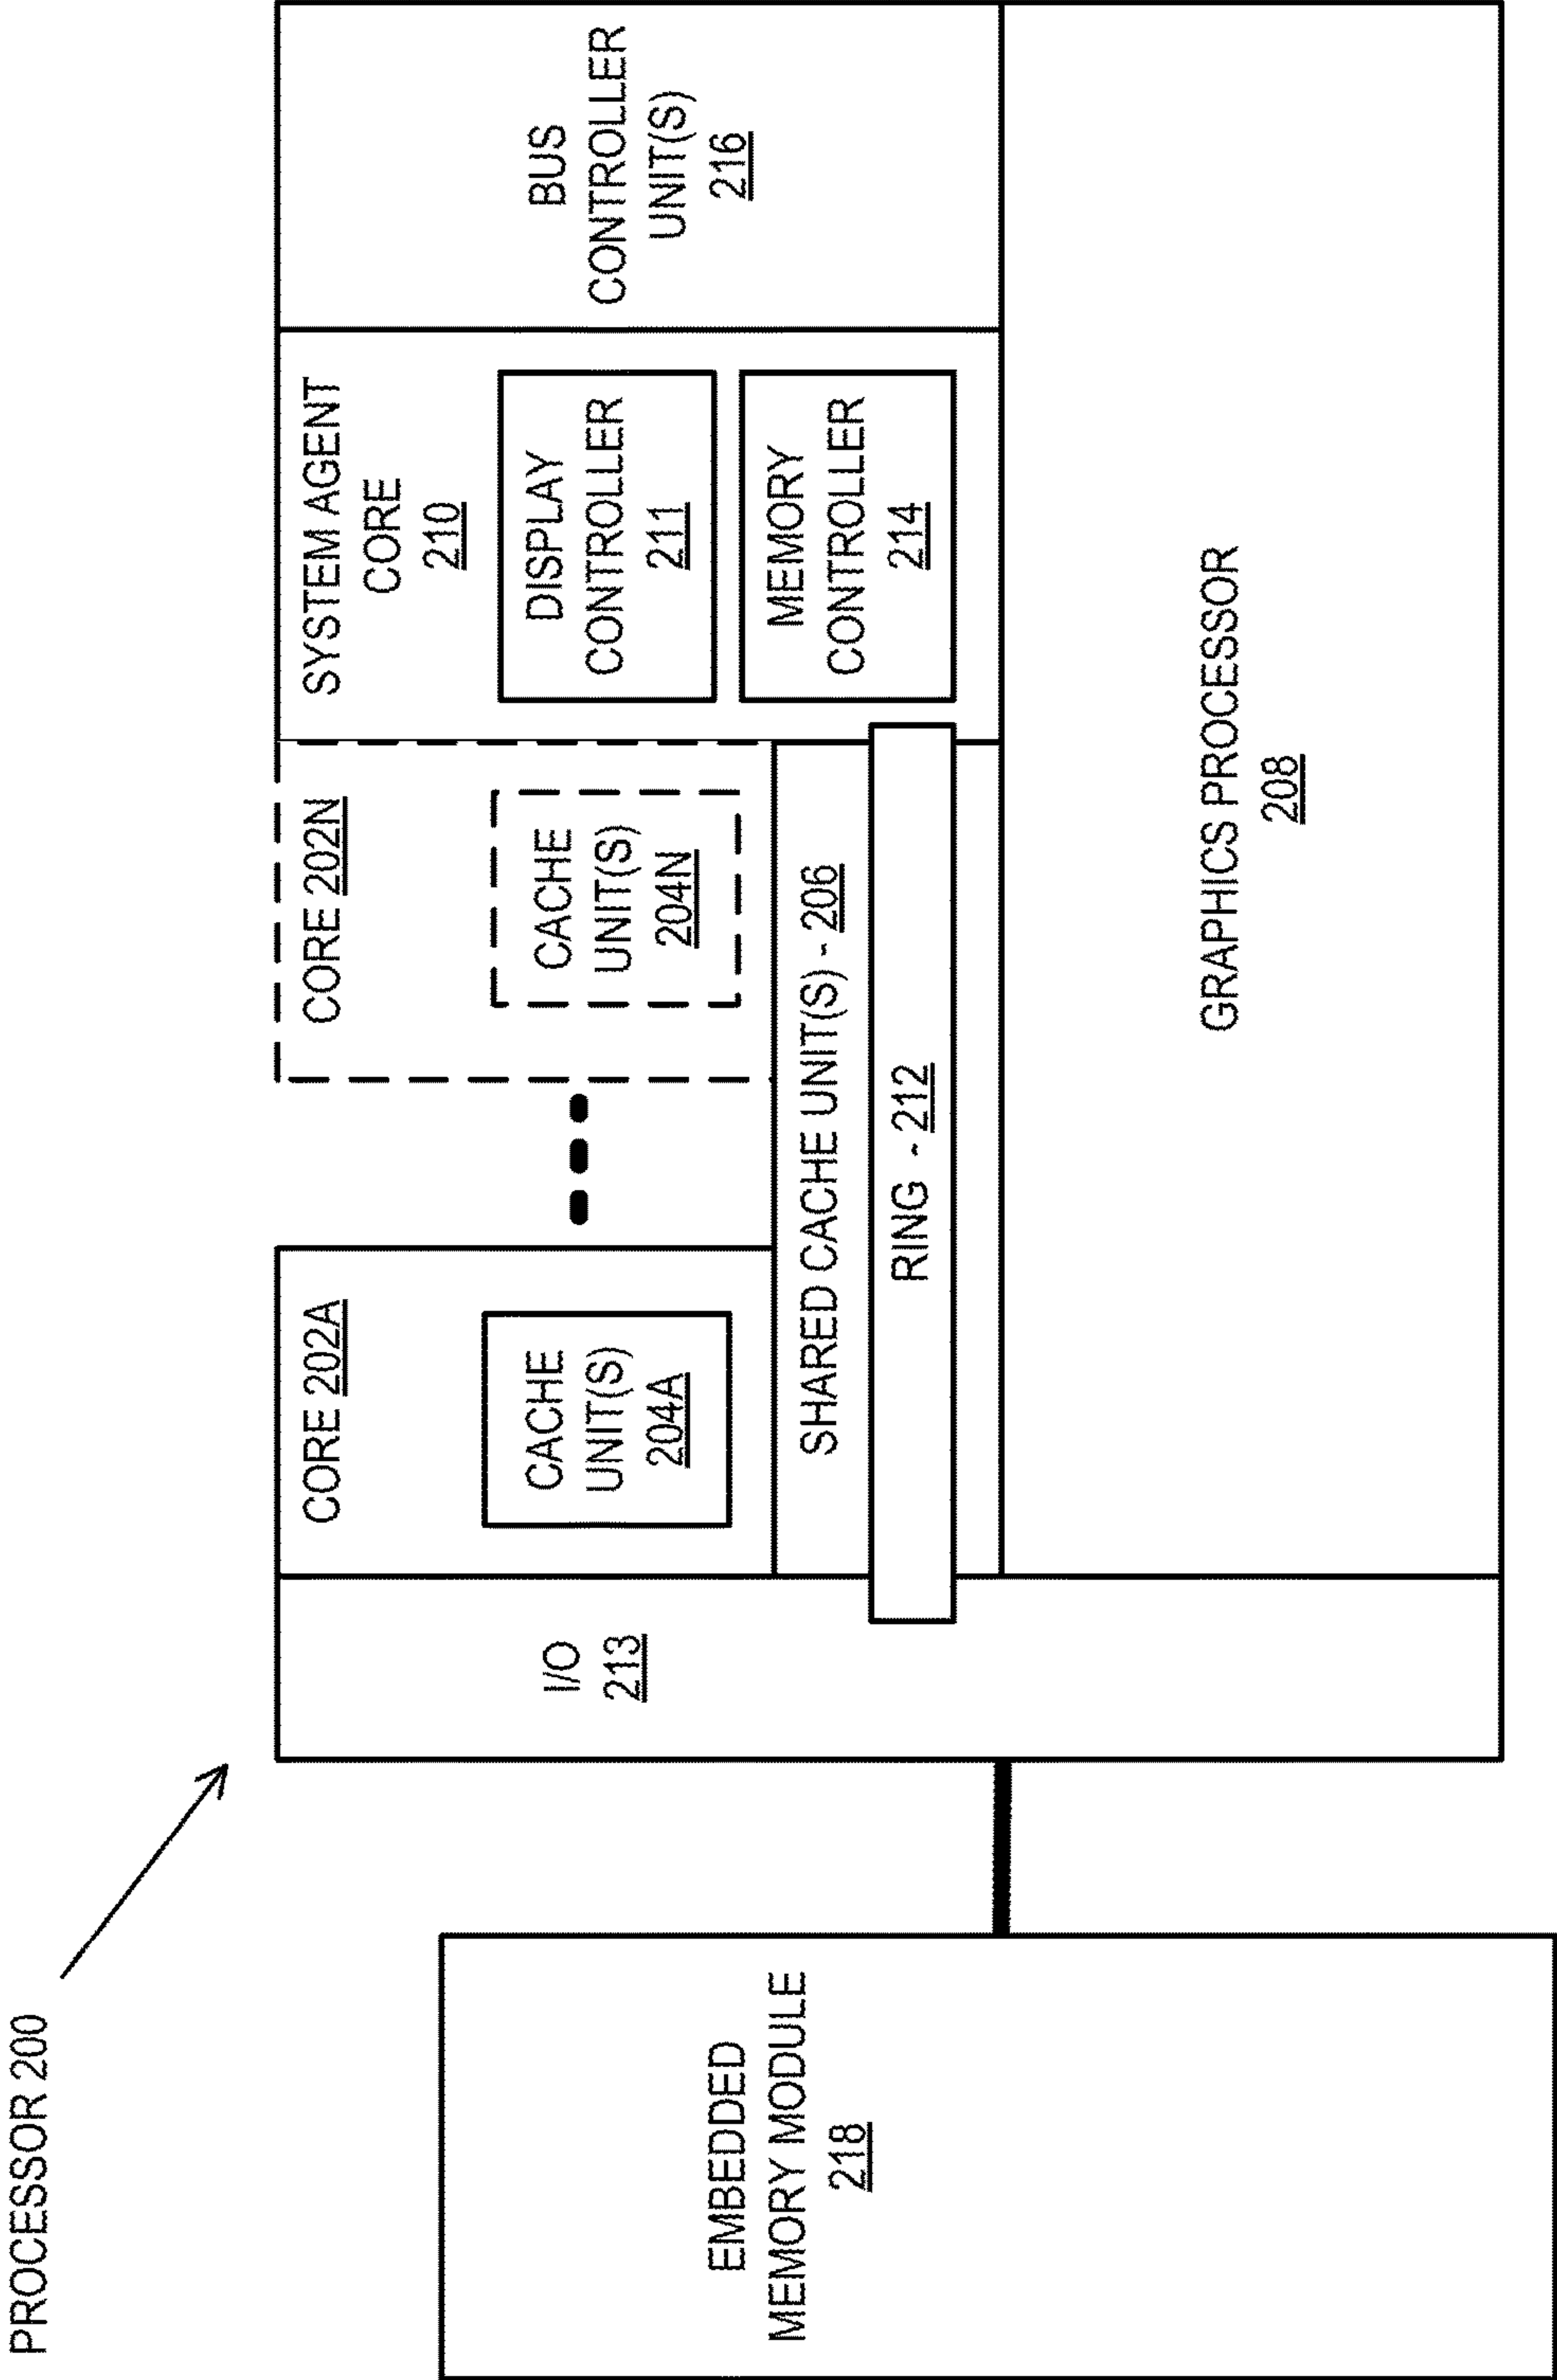 PROCESSOR 200
EMBEDDED
MEMORY MODULE
218
I/O
213
CORE 202A
CACHE
UNIT(S)
204A
CORE 202N
CACHE
UNIT(S)
204N
SHARED CACHE UNIT(S) - 206
RING - 212
SYSTEM AGENT
CORE
210
DISPLAY
CONTROLLER
211
MEMORY
CONTROLLER
214
BUS
CONTROLLER
UNIT(S)
216
GRAPHICS PROCESSOR
208